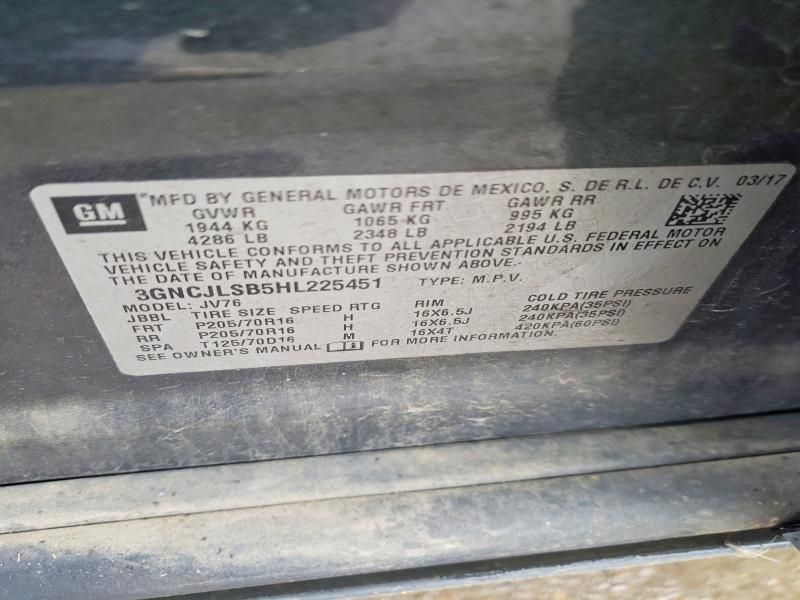 GM
MFD BY GENERAL MOTORS DE MEXICO, S. DE R.L. DE C.V. 03/17
GVWR GAWR FRT GAWR RR
1944 KG 1065 KG 995 KG
4286 LB 2348 LB 2194 LB
THIS VEHICLE CONFORMS TO ALL APPLICABLE U.S. FEDERAL MOTOR
VEHICLE SAFETY AND THEFT PREVENTION STANDARDS IN EFFECT ON
THE DATE OF MANUFACTURE SHOWN ABOVE.
3GNCJLSB5HL225451 TYPE: M.P.V.
MODEL: JV76
JBBL TIRE SIZE SPEED RTG RIM COLD TIRE PRESSURE
FRT P205/70R16 H 16X6.5J 240KPA(35PSI)
RR P205/70R16 H 16X6.5J 240KPA(35PSI)
SPA T125/70D16 M 16X4T 420KPA(60PSI)
SEE OWNER'S MANUAL FOR MORE INFORMATION.